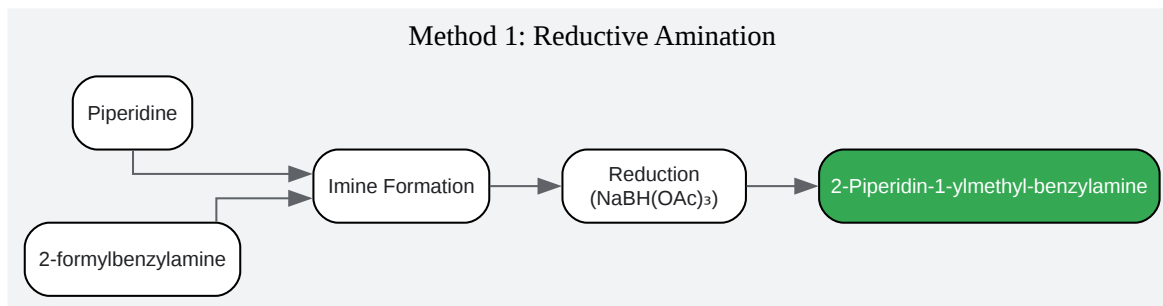 Method 1: Reductive Amination
Piperidine
2-formylbenzylamine
Imine Formation
Reduction
(NaBH(OAc)₃)
2-Piperidin-1-ylmethyl-benzylamine